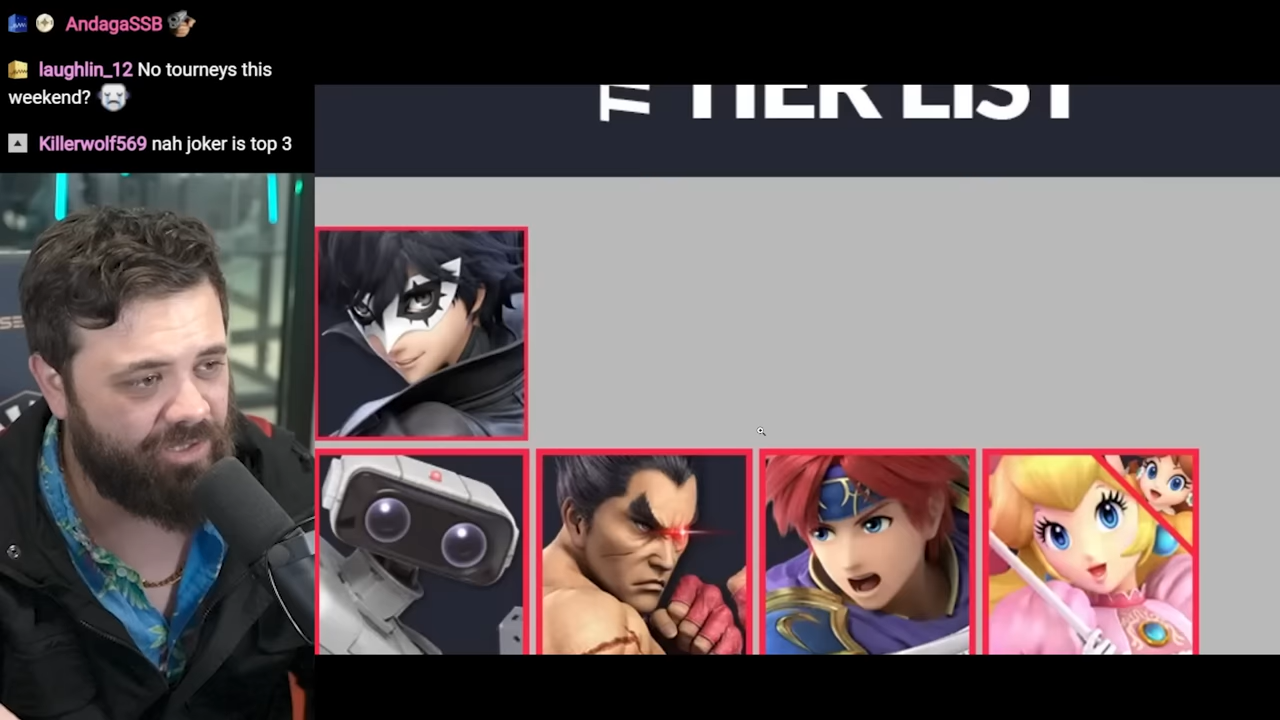 AndagaSSB
laughlin_12 No tourneys this
weekend?
Killerwolf569 nah joker is top 3
TIER LIST